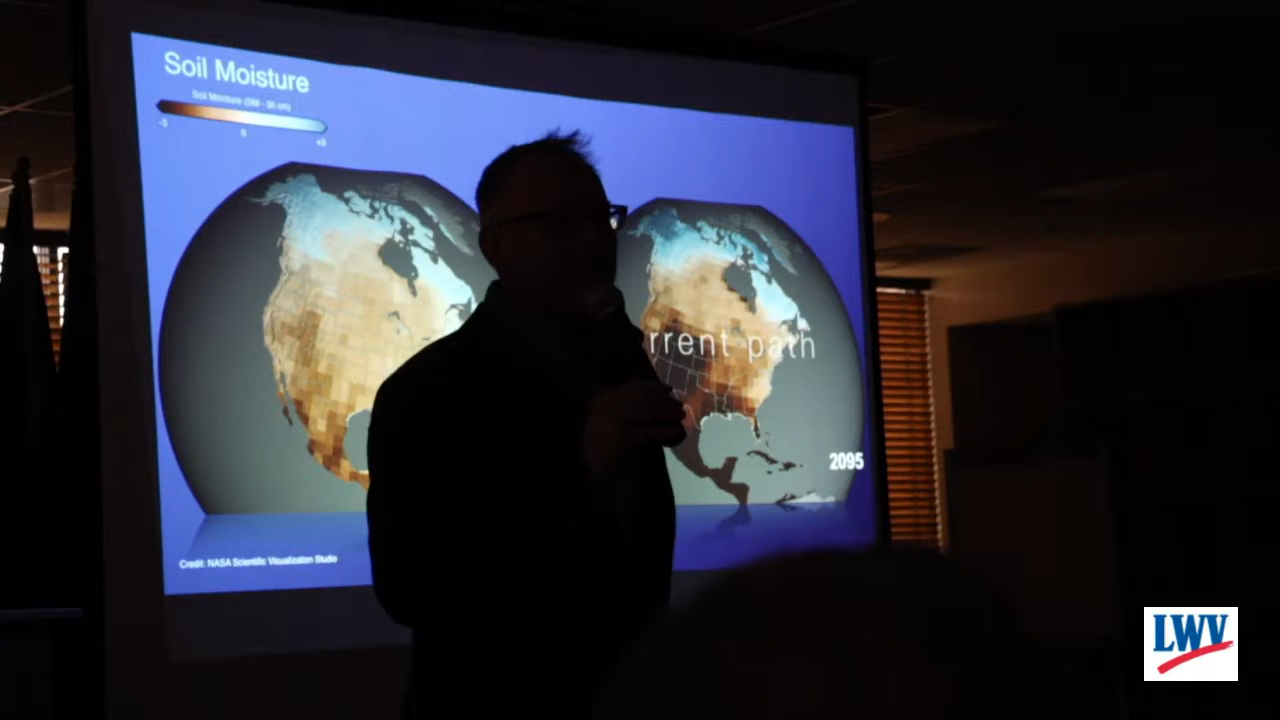 Soil Moisture
Soil Moisture (SM - 30 cm)
-3 0 +3
rrent path
2095
Credit: NASA Scientific Visualization Studio
LWV